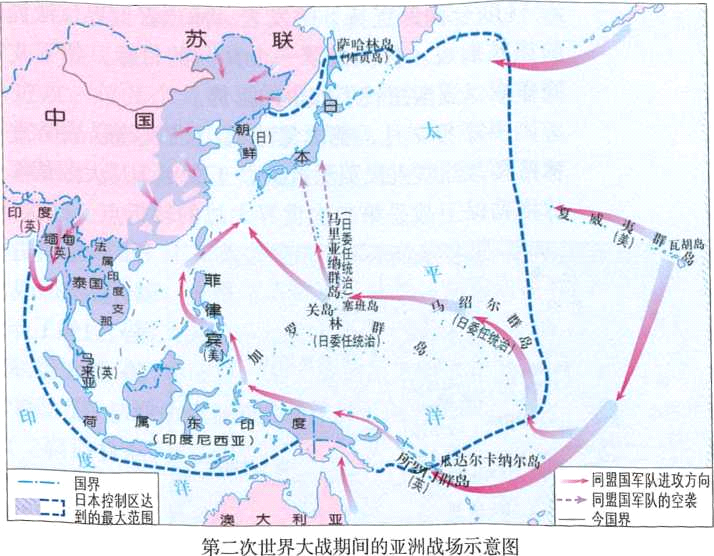 苏 联
中 国
萨哈林岛
(库页岛)
日 本
朝鲜
(日)
太 平 洋
印度
(英)
缅甸
(英)
法属印度支那
泰国
菲律宾
(美)
马里亚纳群岛
(日委任统治)
塞班岛
关岛
加 罗 林 群 岛
(日委任统治)
马绍尔群岛
(日委任统治)
夏威夷群岛
(美)
瓦胡岛
马来亚
(英)
荷 属 东 印 度
(印度尼西亚)
印 度 洋
所罗门群岛
(英)
瓜达尔卡纳尔岛
澳大利亚
国界
日本控制区达
到的最大范围
同盟国军队进攻方向
同盟国军队的空袭
今国界
第二次世界大战期间的亚洲战场示意图